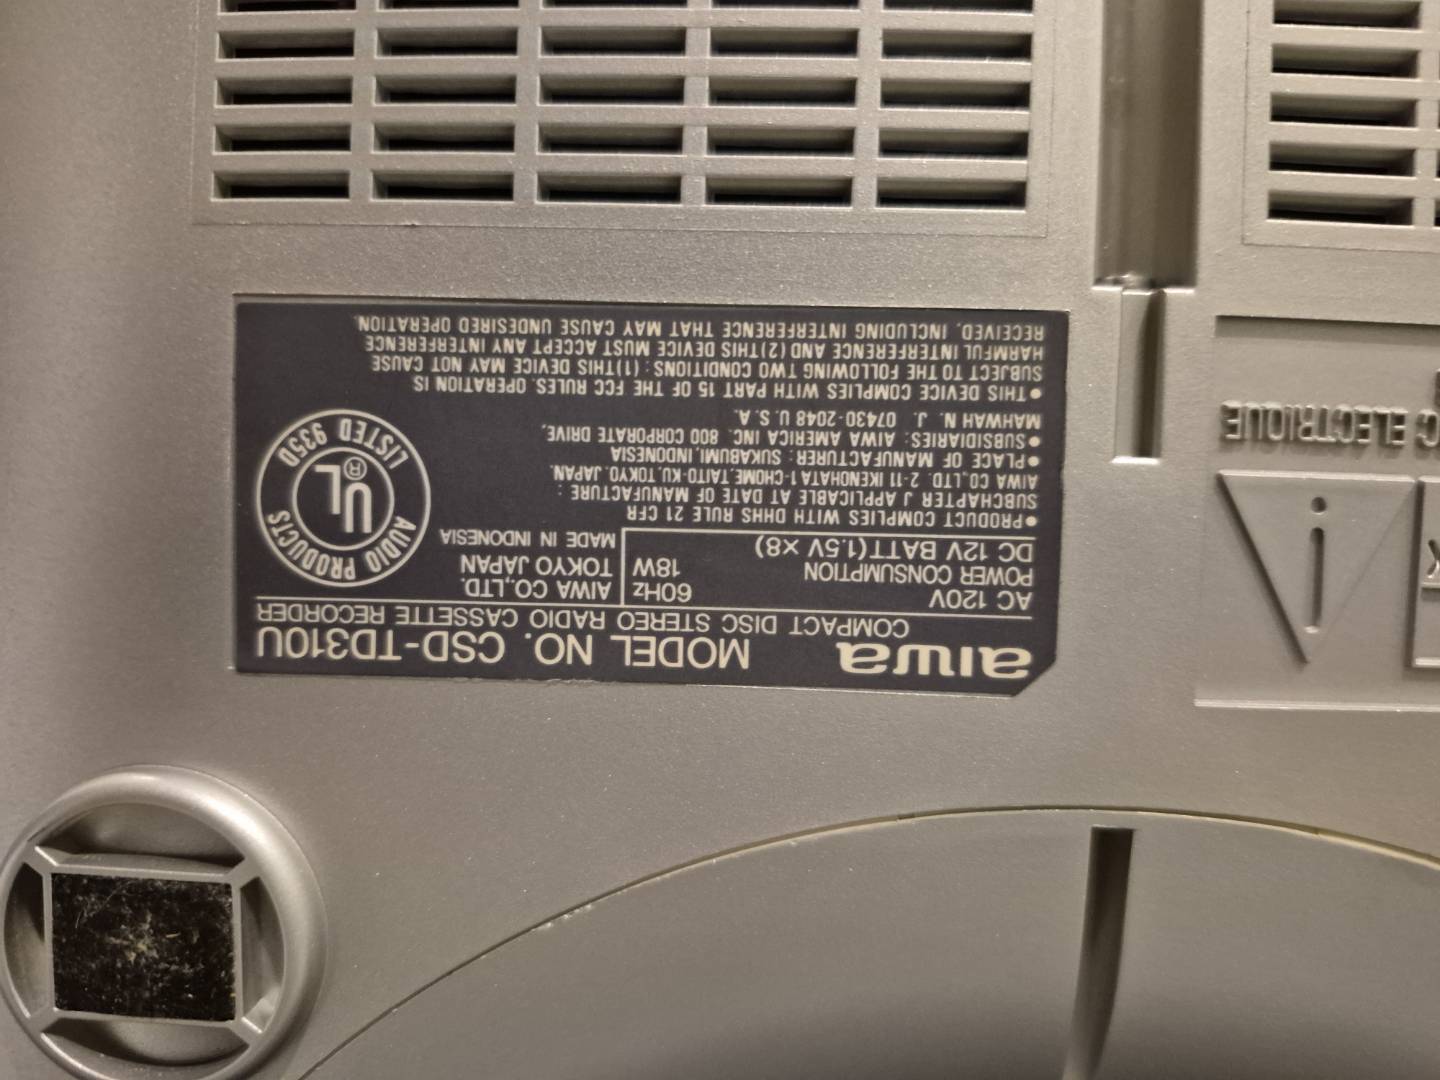 aiwa MODEL NO. CSD-TD310U
COMPACT DISC STEREO RADIO CASSETTE RECORDER
AC 120V 60Hz
POWER CONSUMPTION 18W
DC 12V BATT(1.5V X8)
AIWA CO.,LTD.
TOKYO JAPAN
MADE IN INDONESIA
AUDIO PRODUCTS
UL®
LISTED 935D
•PRODUCT COMPLIES WITH DHHS RULE 21 CFR
SUBCHAPTER J APPLICABLE AT DATE OF MANUFACTURE :
AIWA CO.,LTD. 2-11 IKENOHATA 1-CHOME,TAITO-KU,TOKYO. JAPAN.
•PLACE OF MANUFACTURER: SUKABUMI,INDONESIA
•SUBSIDIARIES: AIWA AMERICA INC. 800 CORPORATE DRIVE,
MAHWAH N. J. 07430-2048 U.S.A.
•THIS DEVICE COMPLIES WITH PART 15 OF THE FCC RULES. OPERATION IS
SUBJECT TO THE FOLLOWING TWO CONDITIONS: (1)THIS DEVICE MAY NOT CAUSE
HARMFUL INTERFERENCE AND (2)THIS DEVICE MUST ACCEPT ANY INTERFERENCE
RECEIVED, INCLUDING INTERFERENCE THAT MAY CAUSE UNDESIRED OPERATION.
C ELECTRIQUE